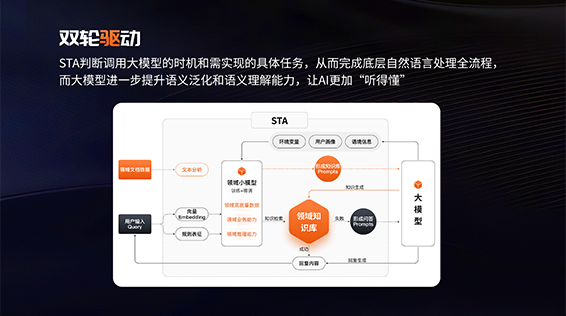 双轮驱动
STA判断调用大模型的时机和需实现的具体任务，从而完成底层自然语言处理全流程，
而大模型进一步提升语义泛化和语义理解能力，让AI更加“听得懂”
STA
环境变量
用户画像
语境信息
领域文档数据
文本分析
领域小模型
训练+微调
领域高质量数据
领域业务能力
领域推理能力
形成知识库
Prompts
知识生成
大模型
用户输入
Query
向量
Embedding
规则表征
知识检索
领域知
识库
失败
形成问答
Prompts
成功
回复内容
回复生成